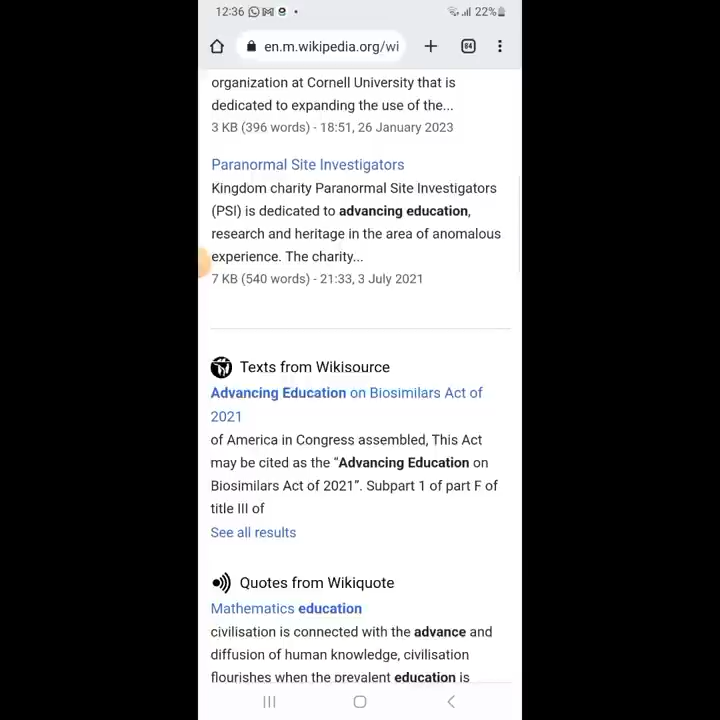 12:36
22%
en.m.wikipedia.org/wi
84
organization at Cornell University that is
dedicated to expanding the use of the...
3 KB (396 words) - 18:51, 26 January 2023
Paranormal Site Investigators
Kingdom charity Paranormal Site Investigators
(PSI) is dedicated to advancing education,
research and heritage in the area of anomalous
experience. The charity...
7 KB (540 words) - 21:33, 3 July 2021
Texts from Wikisource
Advancing Education on Biosimilars Act of
2021
of America in Congress assembled, This Act
may be cited as the “Advancing Education on
Biosimilars Act of 2021”. Subpart 1 of part F of
title III of
See all results
Quotes from Wikiquote
Mathematics education
civilisation is connected with the advance and
diffusion of human knowledge, civilisation
flourishes when the prevalent education is